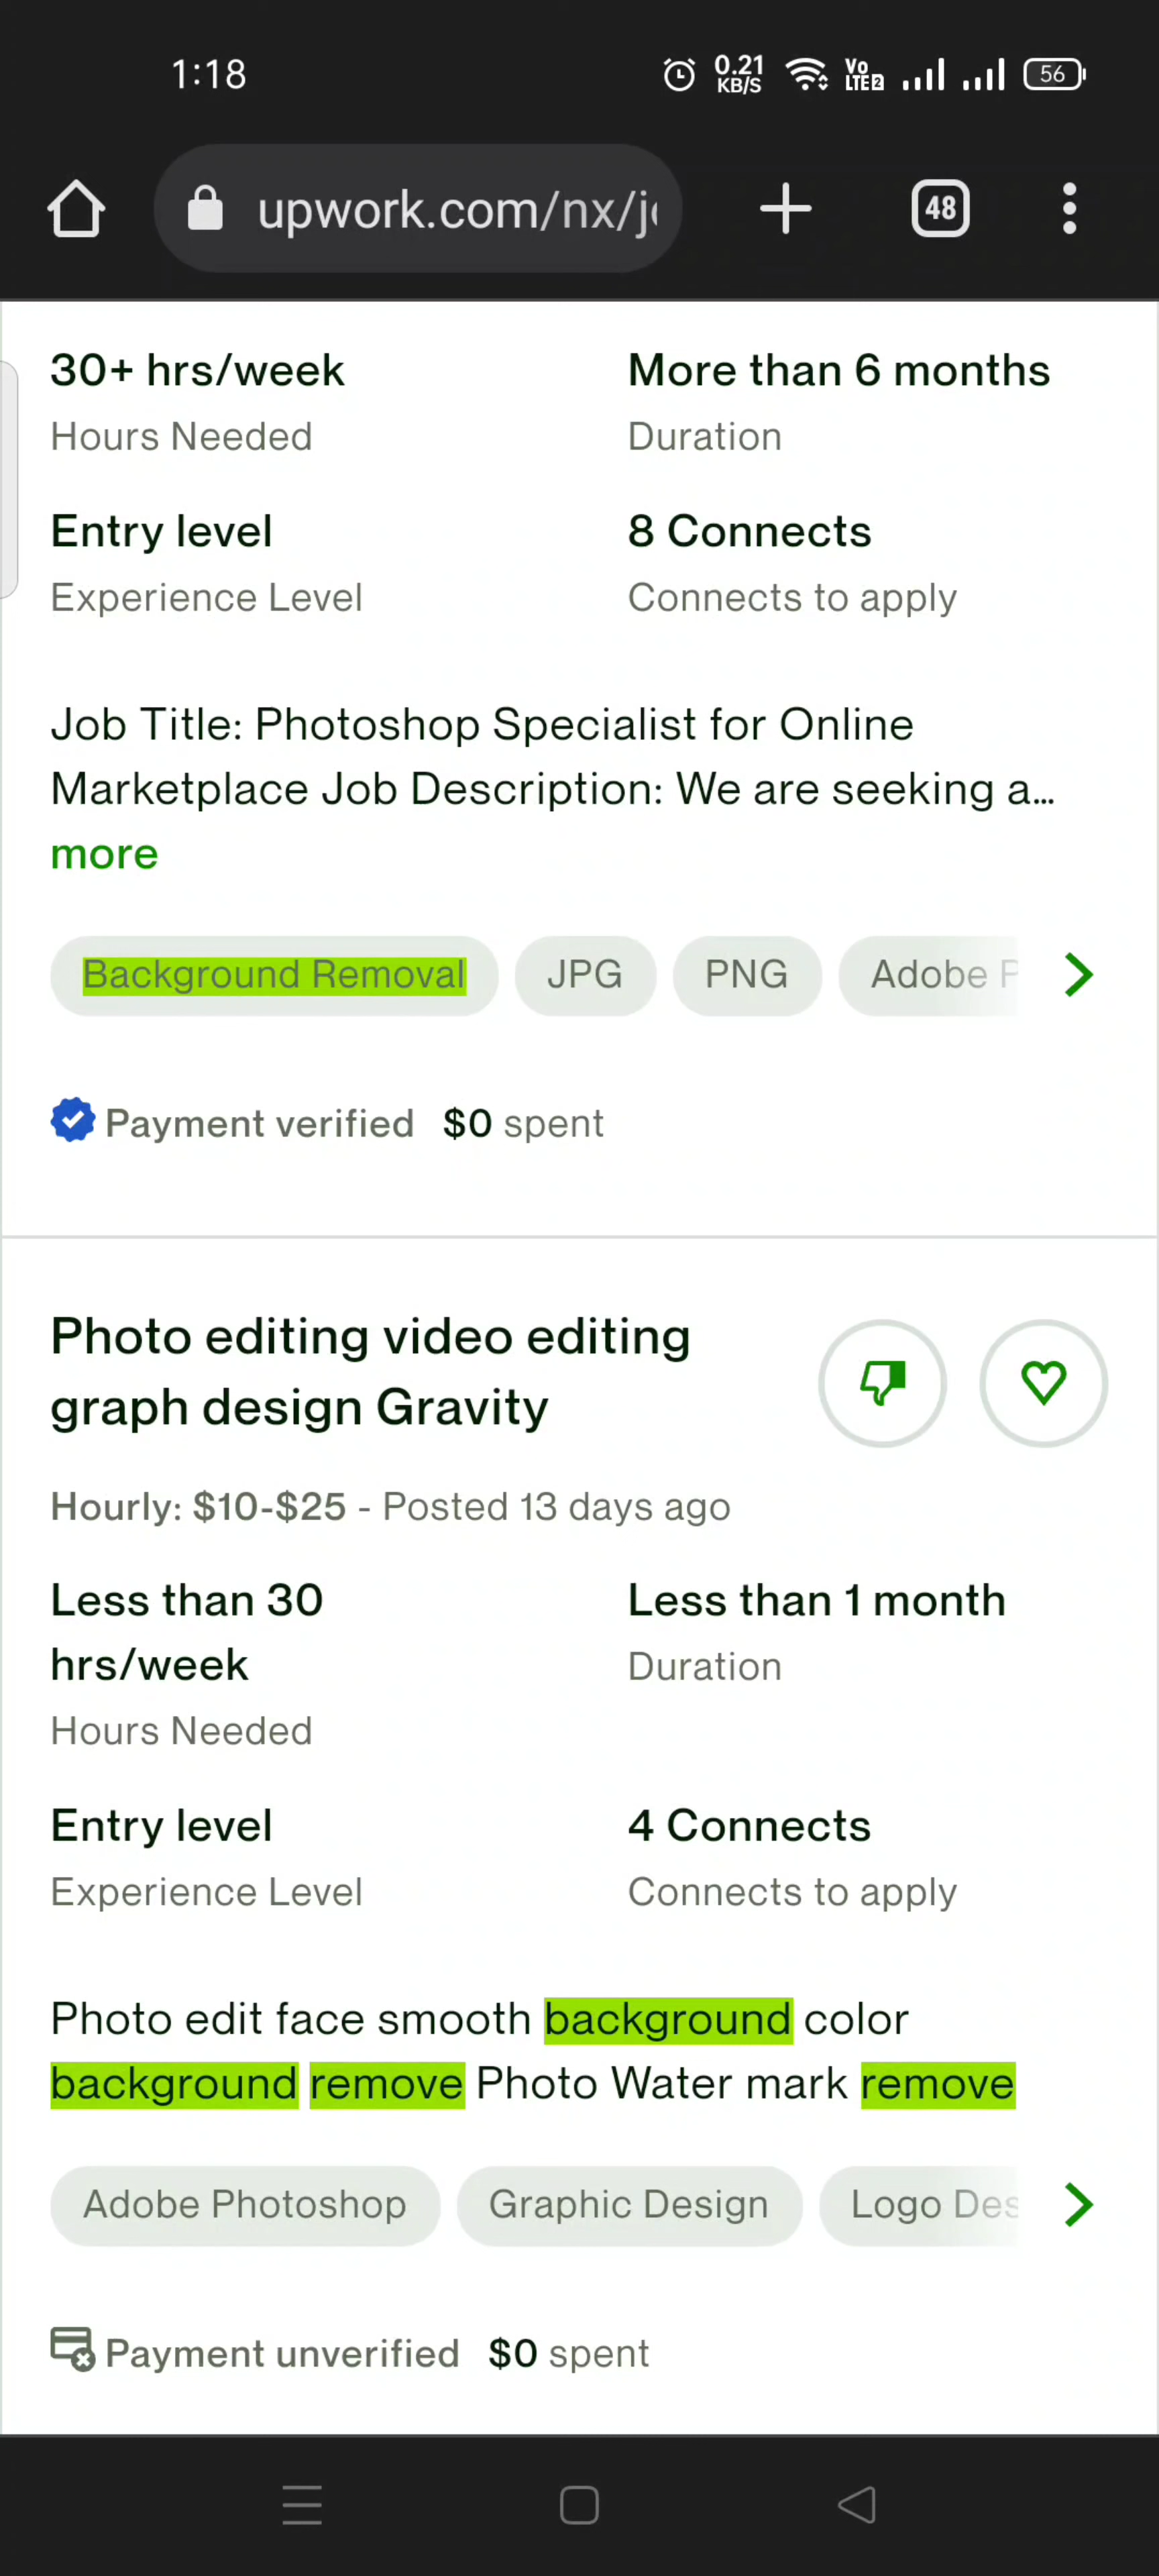 1:18
0.21
KB/S
Vo
LTE2
56
upwork.com/nx/j
48
30+ hrs/week
More than 6 months
Hours Needed
Duration
Entry level
8 Connects
Experience Level
Connects to apply
Job Title: Photoshop Specialist for Online
Marketplace Job Description: We are seeking a...
more
Background Removal
JPG
PNG
Adobe
Payment verified $0 spent
Photo editing video editing
graph design Gravity
Hourly: $10-$25 - Posted 13 days ago
Less than 30
hrs/week
Less than 1 month
Hours Needed
Duration
Entry level
4 Connects
Experience Level
Connects to apply
Photo edit face smooth background color
background remove Photo Water mark remove
Adobe Photoshop
Graphic Design
Logo Des
Payment unverified $0 spent